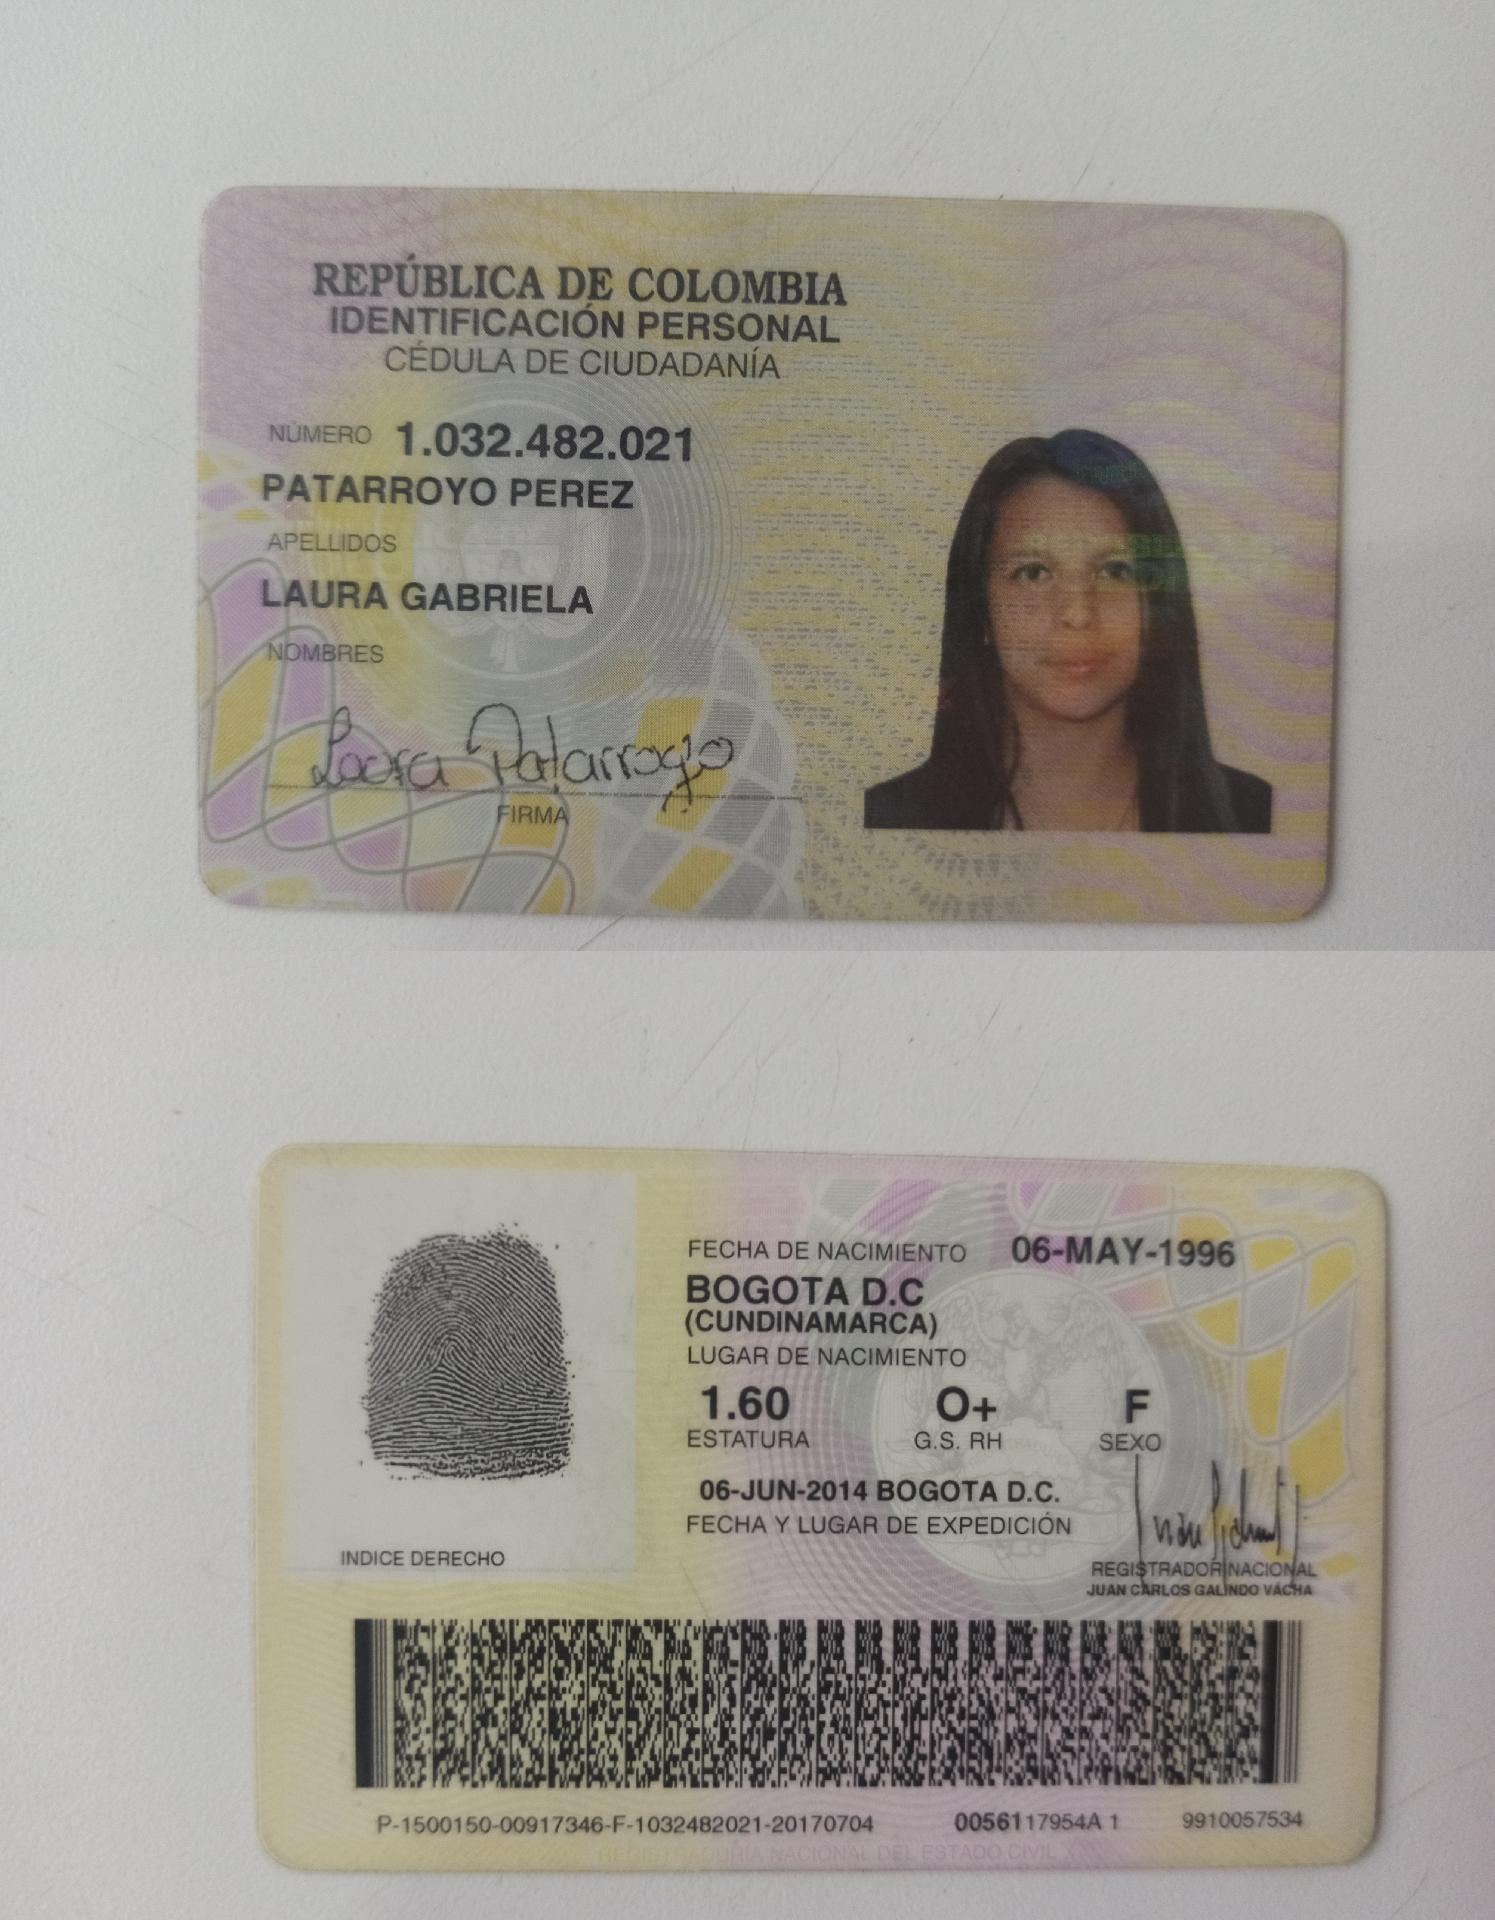 REPÚBLICA DE COLOMBIA
IDENTIFICACIÓN PERSONAL
CÉDULA DE CIUDADANÍA
NÚMERO 1.032.482.021
PATARROYO PEREZ
APELLIDOS
LAURA GABRIELA
NOMBRES
Laura Patarroyo
FIRMA
FECHA DE NACIMIENTO 06-MAY-1996
BOGOTA D.C
(CUNDINAMARCA)
LUGAR DE NACIMIENTO
1.60 O+ F
ESTATURA G.S. RH SEXO
06-JUN-2014 BOGOTA D.C.
FECHA Y LUGAR DE EXPEDICIÓN
INDICE DERECHO
REGISTRADOR NACIONAL
JUAN CARLOS GALINDO VACHA
P-1500150-00917346-F-1032482021-20170704 0056117954A 1 9910057534
REGISTRADURIA NACIONAL DEL ESTADO CIVIL